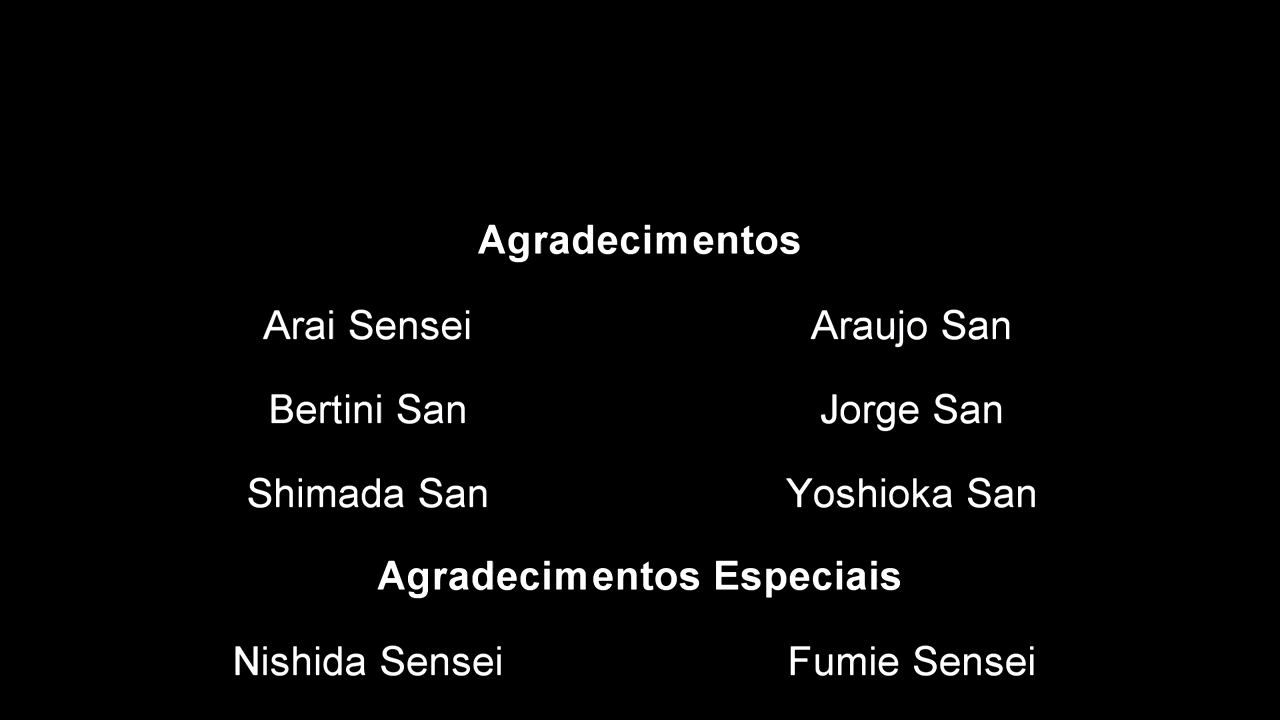 Agradecimentos
Arai Sensei Araujo San
Bertini San Jorge San
Shimada San Yoshioka San
Agradecimentos Especiais
Nishida Sensei Fumie Sensei